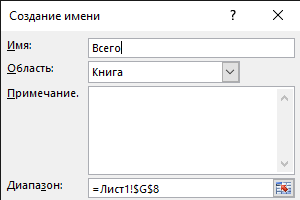 Создание имени ? ×
Имя: Всего
Область: Книга
Примечание.
Диапазон: =Лист1!$G$8